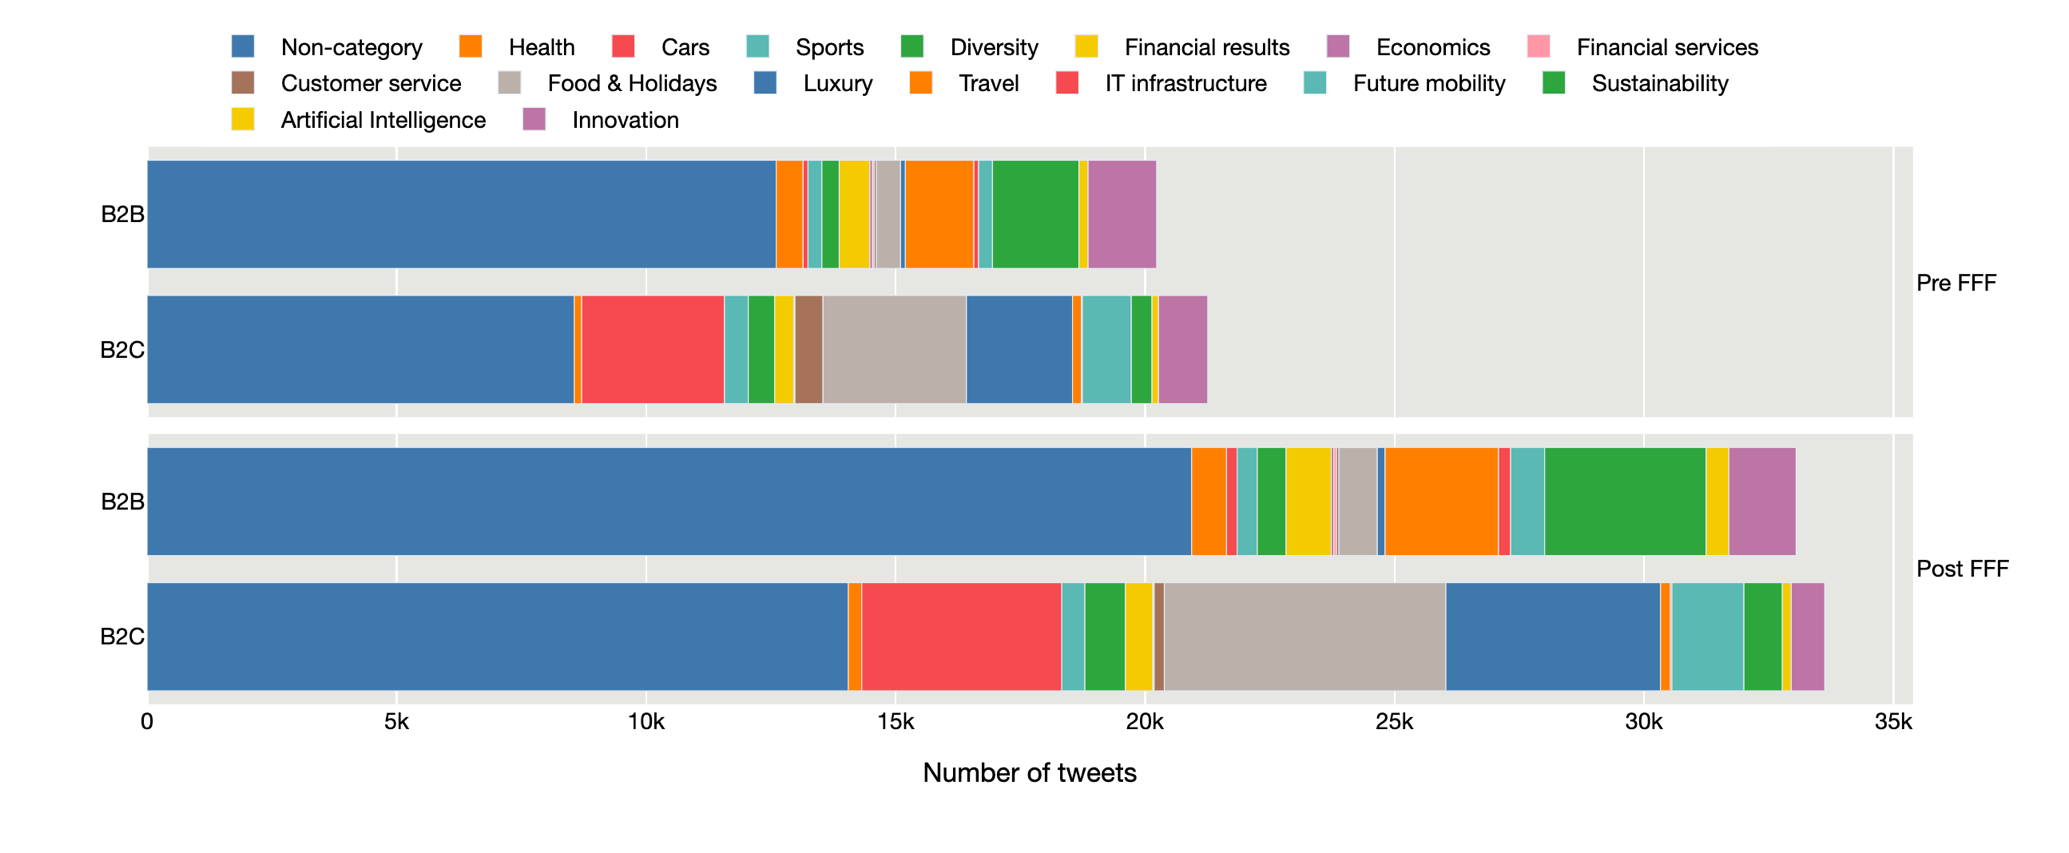 Non-category Health Cars Sports Diversity Financial results Economics Financial services
Customer service Food & Holidays Luxury Travel IT infrastructure Future mobility Sustainability
Artificial Intelligence Innovation
B2B
Pre FFF
B2C
B2B
Post FFF
B2C
0 5k 10k 15k 20k 25k 30k 35k
Number of tweets